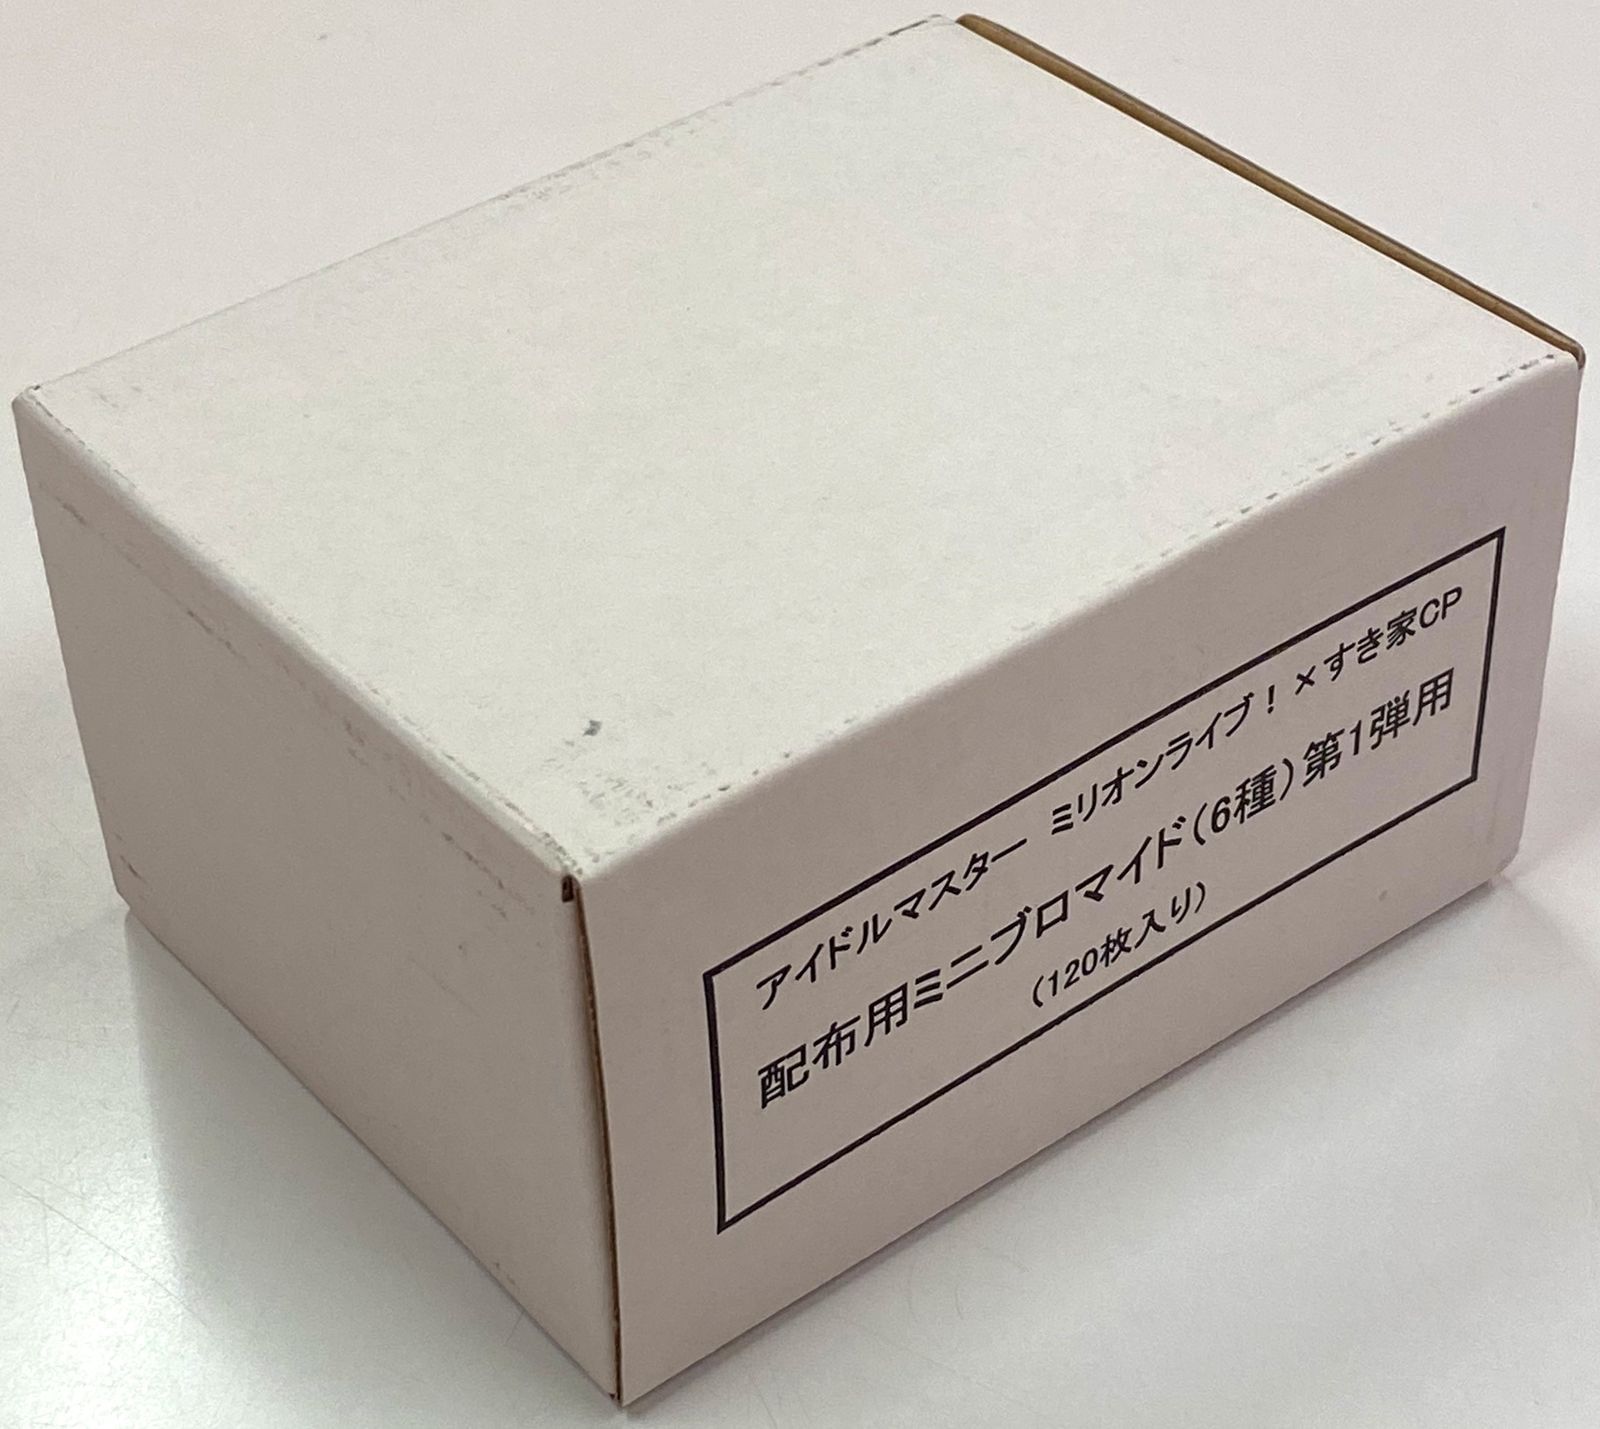 アイドルマスター ミリオンライブ！×すき家CP
配布用ミニブロマイド(6種)第1弾用
(120枚入り)